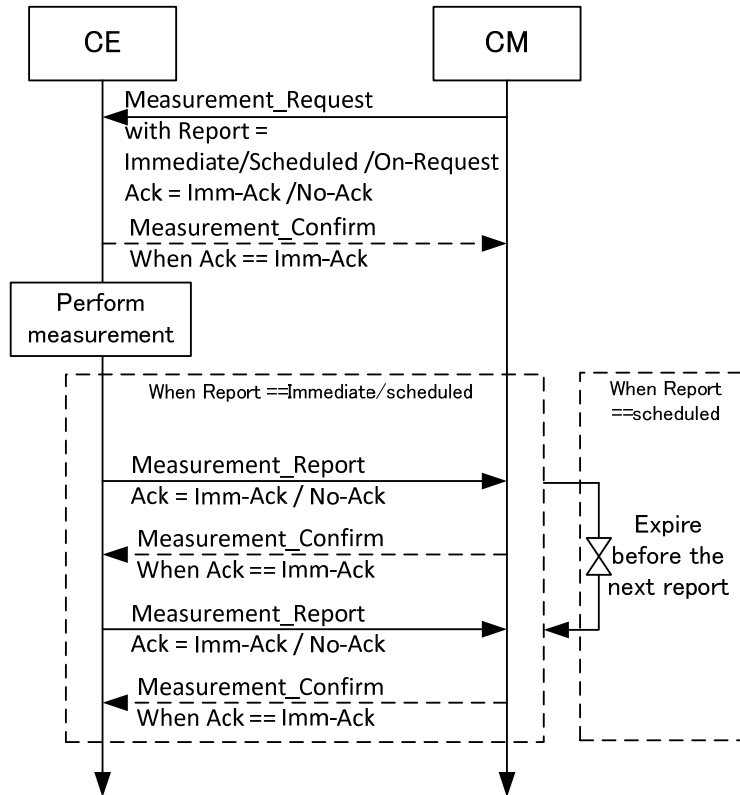 CE
CM
Measurement_Request
with Report =
Immediate/Scheduled /On-Request
Ack = Imm-Ack /No-Ack
Measurement_Confirm
When Ack == Imm-Ack
Perform
measurement
When Report ==Immediate/scheduled
When Report
==scheduled
Measurement_Report
Ack = Imm-Ack / No-Ack
Expire
before the
next report
Measurement_Confirm
When Ack == Imm-Ack
Measurement_Report
Ack = Imm-Ack / No-Ack
Measurement_Confirm
When Ack == Imm-Ack